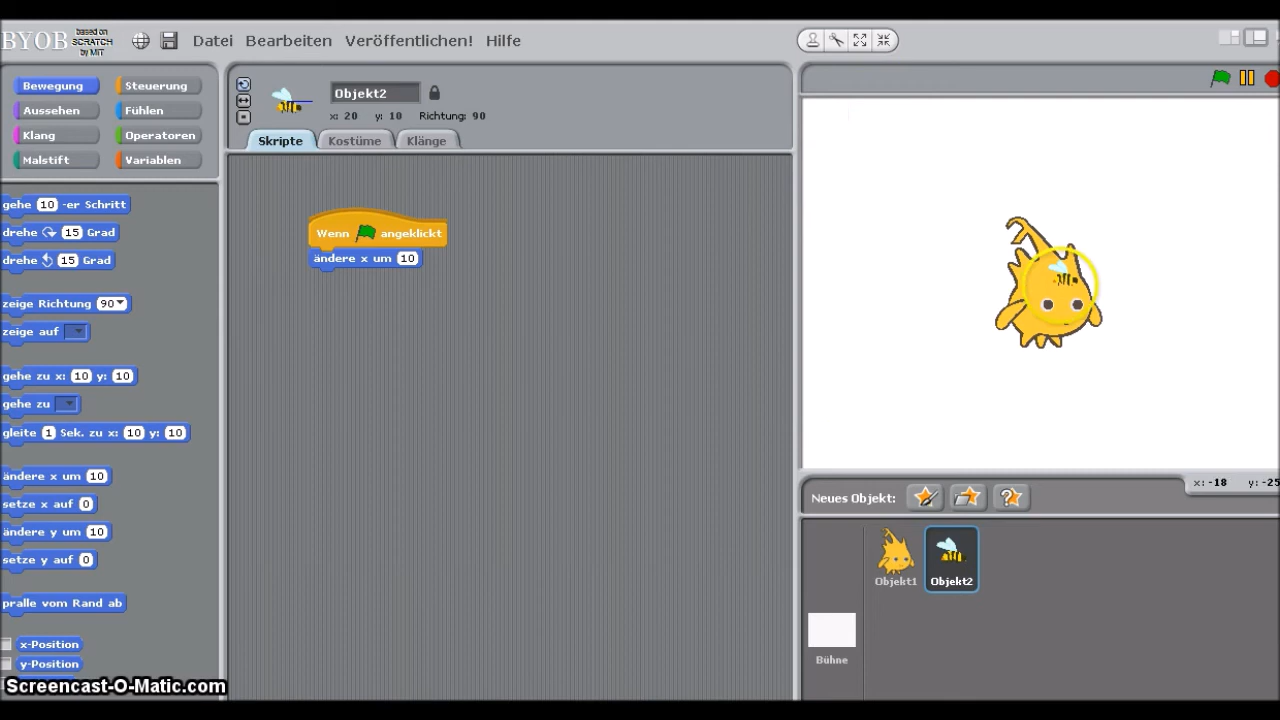 BYOB based on SCRATCH by MIT Datei Bearbeiten Veröffentlichen! Hilfe
Bewegung Steuerung
Aussehen Fühlen
Klang Operatoren
Malstift Variablen
Objekt2
x: 20 y: 10 Richtung: 90
Skripte Kostüme Klänge
gehe 10 -er Schritt
drehe 15 Grad
drehe 15 Grad
zeige Richtung 90
zeige auf
gehe zu x: 10 y: 10
gehe zu
gleite 1 Sek. zu x: 10 y: 10
ändere x um 10
setze x auf 0
ändere y um 10
setze y auf 0
pralle vom Rand ab
x-Position
y-Position
Wenn angeklickt
ändere x um 10
x: -18 y: -25
Neues Objekt:
Objekt1 Objekt2
Bühne
Screencast-O-Matic.com